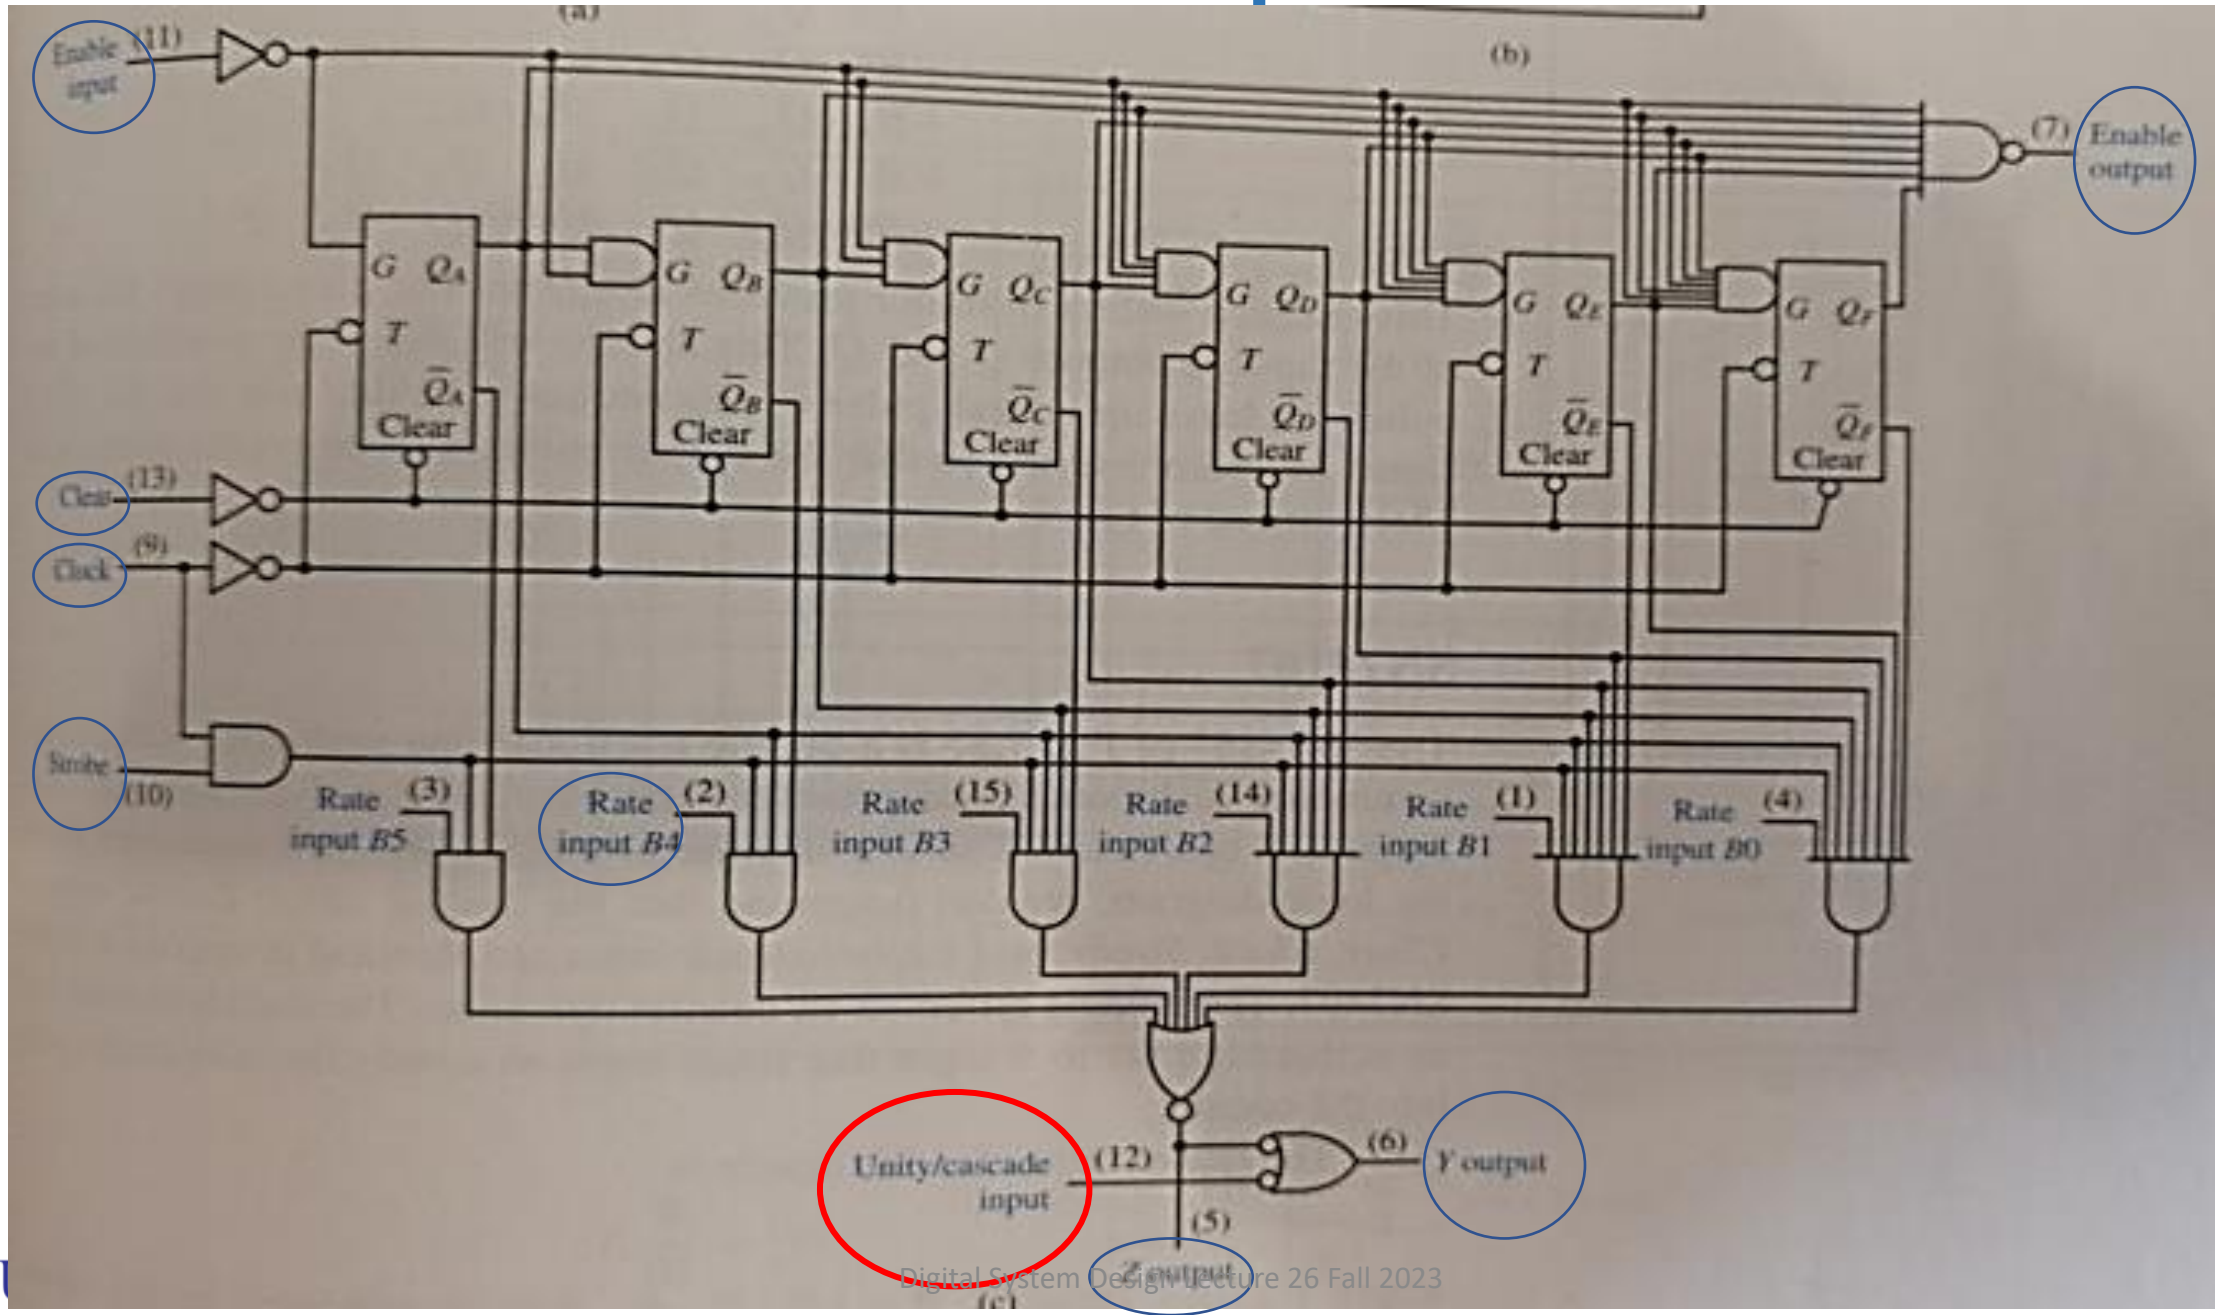 (a)
(b)
Enable (11)
input
(7) Enable
output
G QA
T
Q̅A
Clear
G QB
T
Q̅B
Clear
G QC
T
Q̅C
Clear
G QD
T
Q̅D
Clear
G QE
T
Q̅E
Clear
G QF
T
Q̅F
Clear
Clear (13)
Clock (9)
Strobe
(10)
Rate (3)
input B5
Rate (2)
input B4
Rate (15)
input B3
Rate (14)
input B2
Rate (1)
input B1
Rate (4)
input B0
Unity/cascade (12)
input
(6) Y output
(5)
Z output
Digital System Design Lecture 26 Fall 2023
(c)